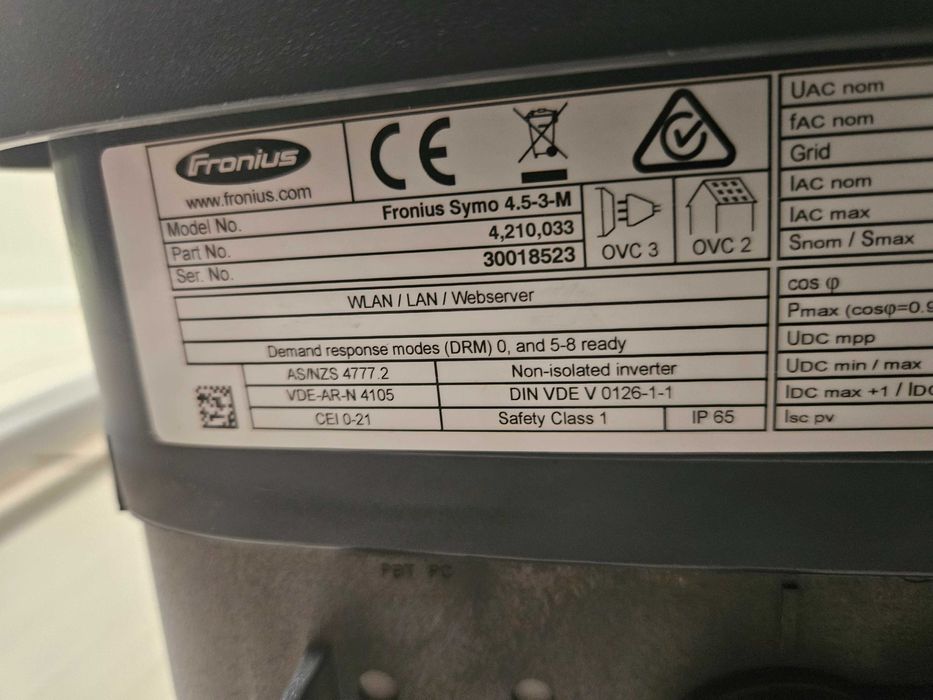 Fronius
www.fronius.com
CE
Model No. Fronius Symo 4.5-3-M
Part No. 4,210,033
Ser. No. 30018523
OVC 3
OVC 2
WLAN / LAN / Webserver
Demand response modes (DRM) 0, and 5-8 ready
AS/NZS 4777.2 Non-isolated inverter
VDE-AR-N 4105 DIN VDE V 0126-1-1
CEI 0-21 Safety Class 1 IP 65
UAC nom
fAC nom
Grid
IAC nom
IAC max
Snom / Smax
cos φ
Pmax (cosφ=0.9
UDC mpp
UDC min / max
IDC max +1 / IDC
Isc pv
PBT PC